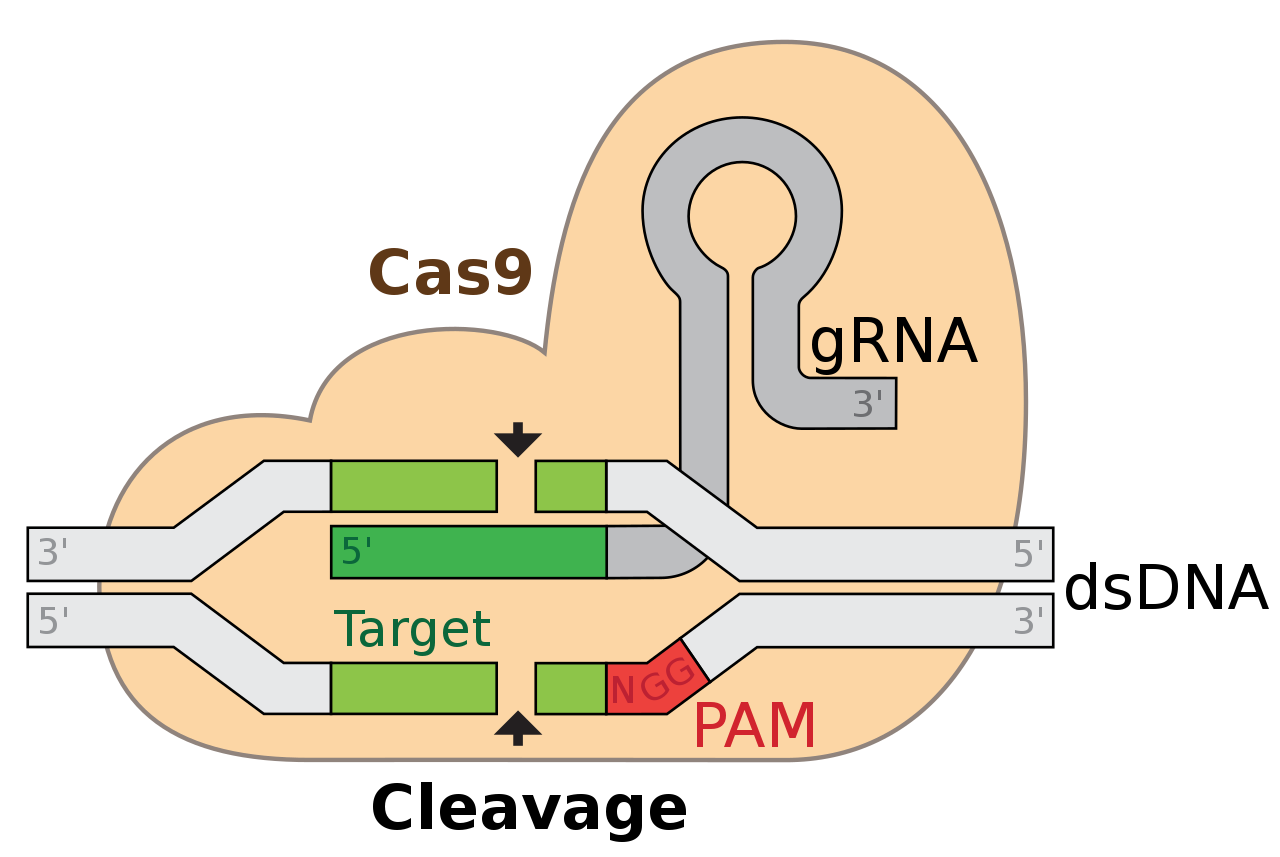 Cas9
gRNA
3'
3'
5'
5'
dsDNA
5'
3'
Target
NGG
PAM
Cleavage